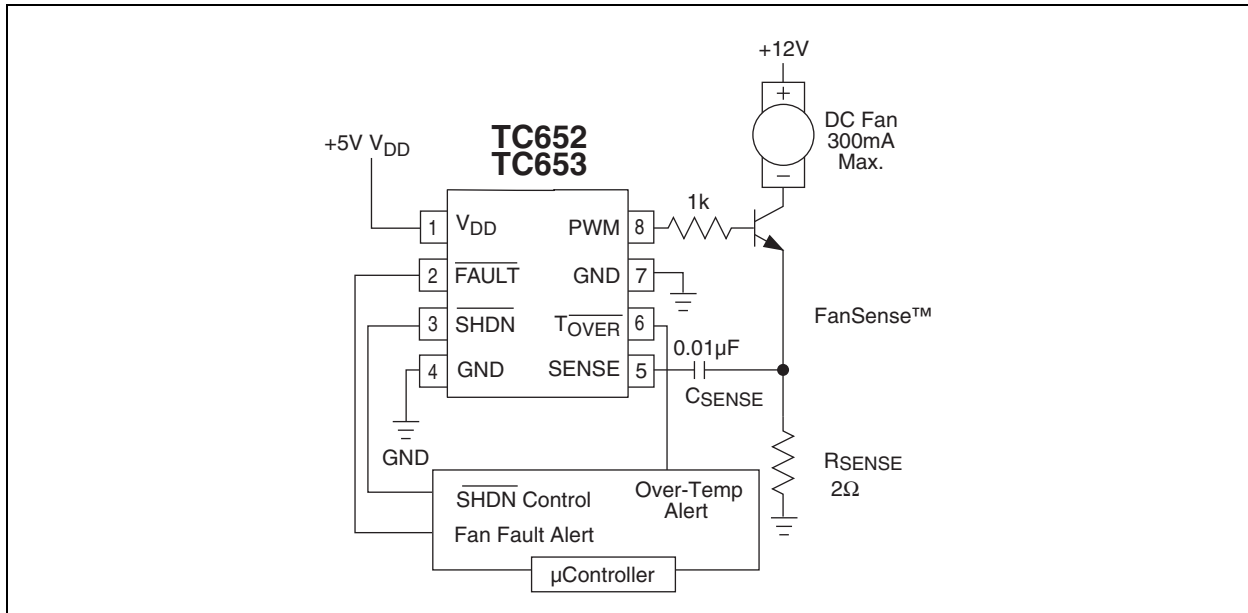 +12V
+
DC Fan
300mA
Max.
–
TC652
TC653
+5V VDD
1k
1 VDD PWM 8
2 FAULT GND 7
3 SHDN TOVER 6
4 GND SENSE 5
FanSense™
0.01µF
CSENSE
GND
RSENSE
2Ω
SHDN Control
Over-Temp
Alert
Fan Fault Alert
µController